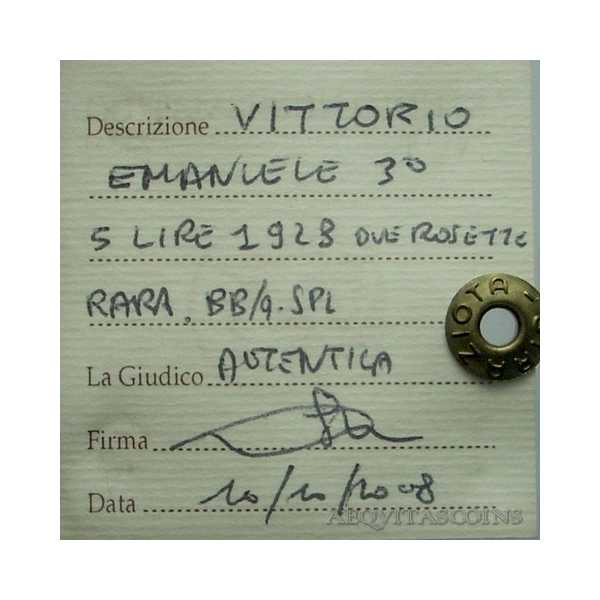 Descrizione VITTORIO
EMANUELE 3°
5 LIRE 1928 DUE ROSETTE
RARA, BB/q.SPL
La Giudico AUTENTICA
Firma
Data 10/10/2008
AEQVITASCOINS